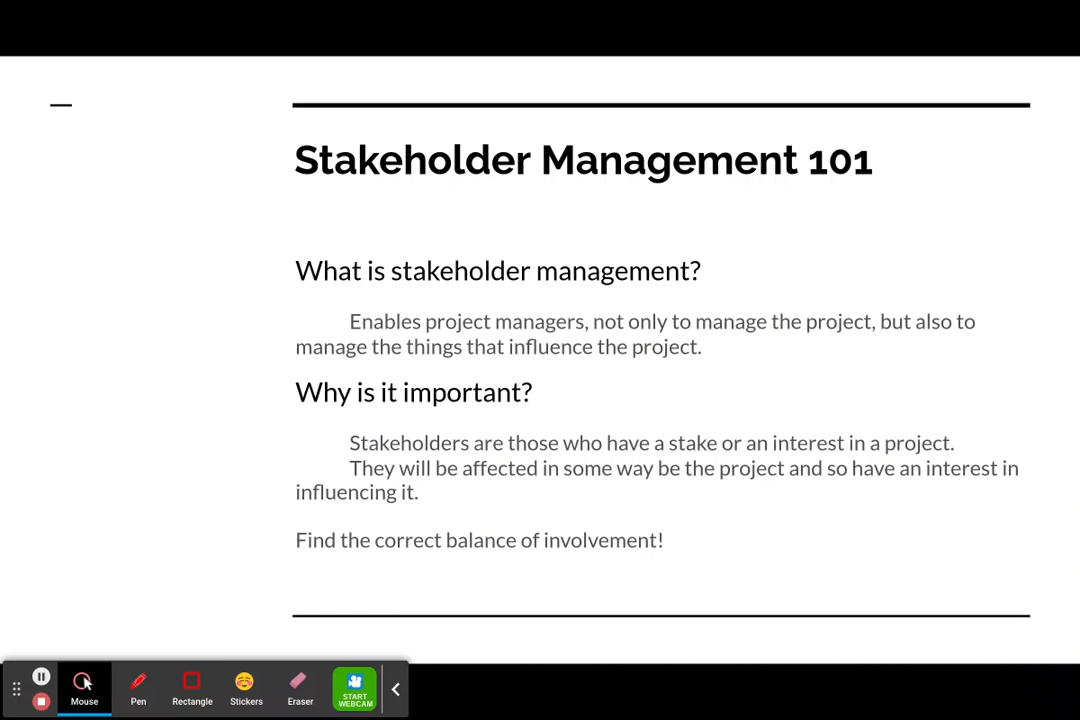 Stakeholder Management 101
What is stakeholder management?
Enables project managers, not only to manage the project, but also to
manage the things that influence the project.
Why is it important?
Stakeholders are those who have a stake or an interest in a project.
They will be affected in some way be the project and so have an interest in
influencing it.
Find the correct balance of involvement!
Mouse
Pen
Rectangle
Stickers
Eraser
START
WEBCAM